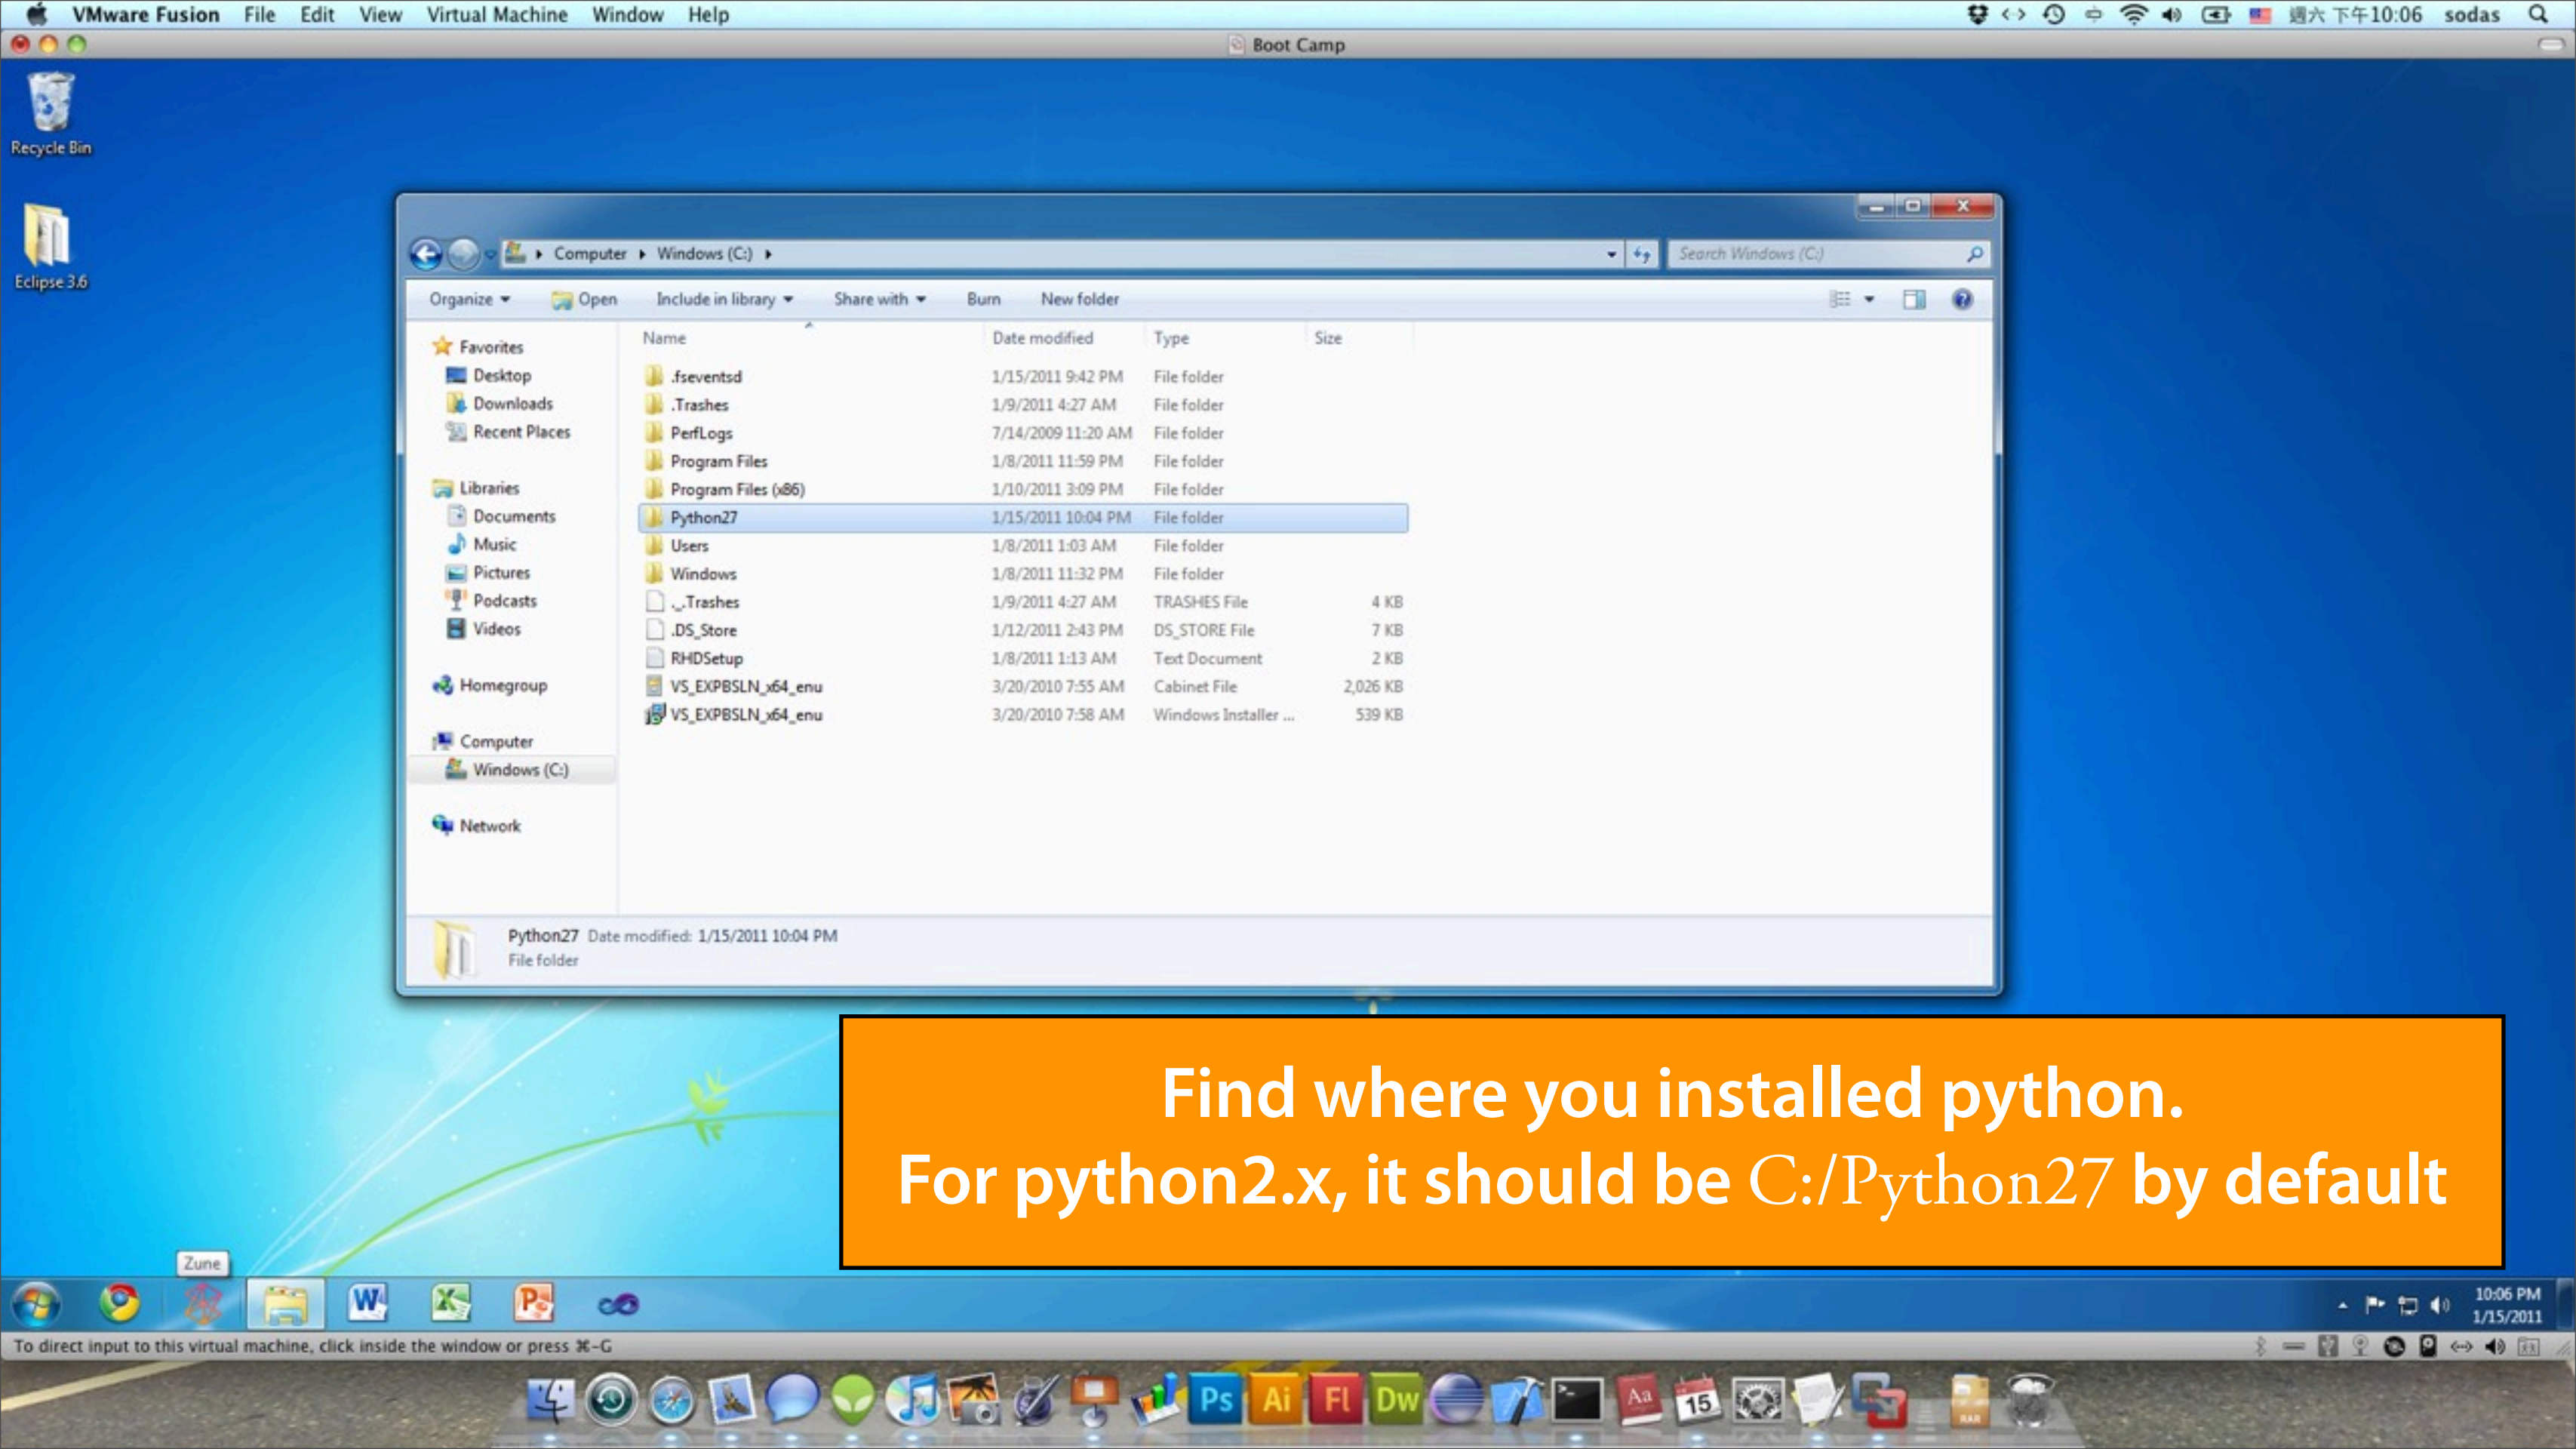 VMware Fusion File Edit View Virtual Machine Window Help 週六 下午10:06 sodas
Boot Camp
Recycle Bin
Eclipse 3.6
Computer Windows (C:) Search Windows (C:)
Organize Open Include in library Share with Burn New folder
Favorites
Desktop
Downloads
Recent Places
Libraries
Documents
Music
Pictures
Podcasts
Videos
Homegroup
Computer
Windows (C:)
Network
Name Date modified Type Size
.fseventsd 1/15/2011 9:42 PM File folder
.Trashes 1/9/2011 4:27 AM File folder
PerfLogs 7/14/2009 11:20 AM File folder
Program Files 1/8/2011 11:59 PM File folder
Program Files (x86) 1/10/2011 3:09 PM File folder
Python27 1/15/2011 10:04 PM File folder
Users 1/8/2011 1:03 AM File folder
Windows 1/8/2011 11:32 PM File folder
._.Trashes 1/9/2011 4:27 AM TRASHES File 4 KB
.DS_Store 1/12/2011 2:43 PM DS_STORE File 7 KB
RHDSetup 1/8/2011 1:13 AM Text Document 2 KB
VS_EXPBSLN_x64_enu 3/20/2010 7:55 AM Cabinet File 2,026 KB
VS_EXPBSLN_x64_enu 3/20/2010 7:58 AM Windows Installer ... 539 KB
Python27 Date modified: 1/15/2011 10:04 PM
File folder
Find where you installed python.
For python2.x, it should be C:/Python27 by default
Zune
10:06 PM
1/15/2011
To direct input to this virtual machine, click inside the window or press ⌘-G
Ps Ai Fl Dw Aa 15 RAR